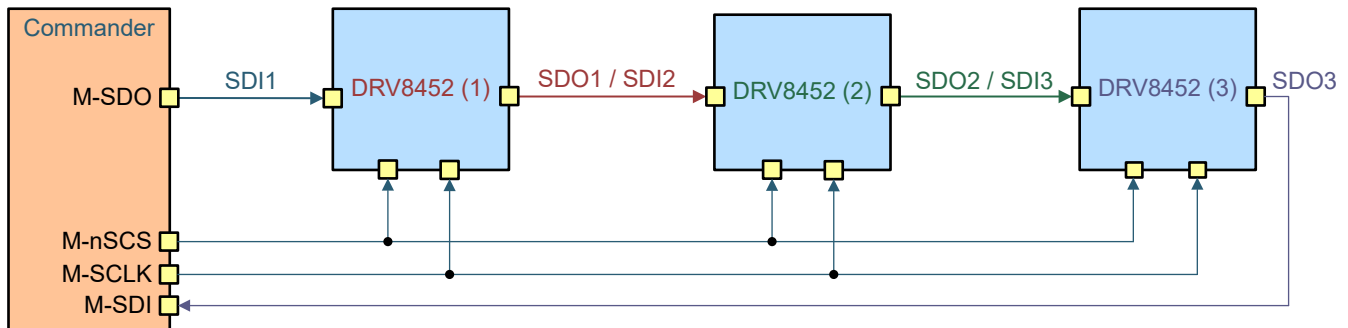 Commander
M-SDO
SDI1
DRV8452 (1)
SDO1 / SDI2
DRV8452 (2)
SDO2 / SDI3
DRV8452 (3)
SDO3
M-nSCS
M-SCLK
M-SDI